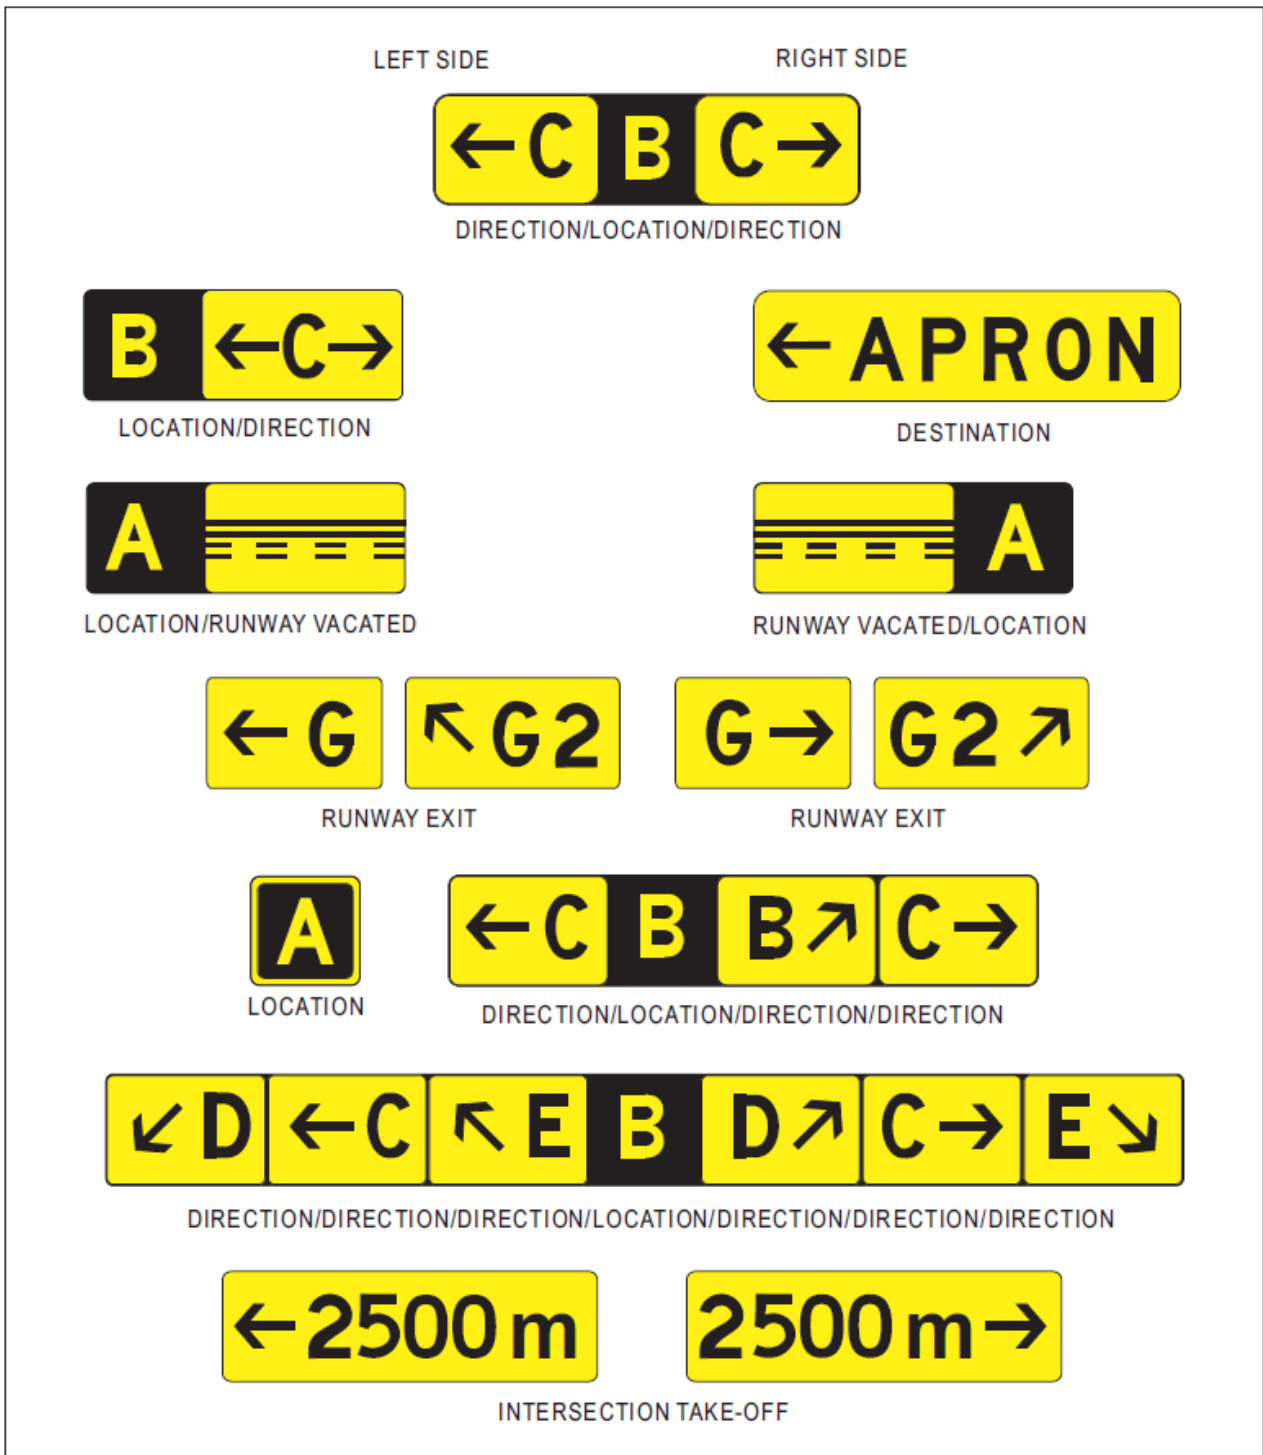 LEFT SIDE RIGHT SIDE
←C B C→
DIRECTION/LOCATION/DIRECTION
B ←C→ ← APRON
LOCATION/DIRECTION DESTINATION
A A
LOCATION/RUNWAY VACATED RUNWAY VACATED/LOCATION
←G ↖G2 G→ G2↗
RUNWAY EXIT RUNWAY EXIT
A ←C B B↗ C→
LOCATION DIRECTION/LOCATION/DIRECTION/DIRECTION
↙D ←C ↖E B D↗ C→ E↘
DIRECTION/DIRECTION/DIRECTION/LOCATION/DIRECTION/DIRECTION/DIRECTION
←2500 m 2500 m→
INTERSECTION TAKE-OFF